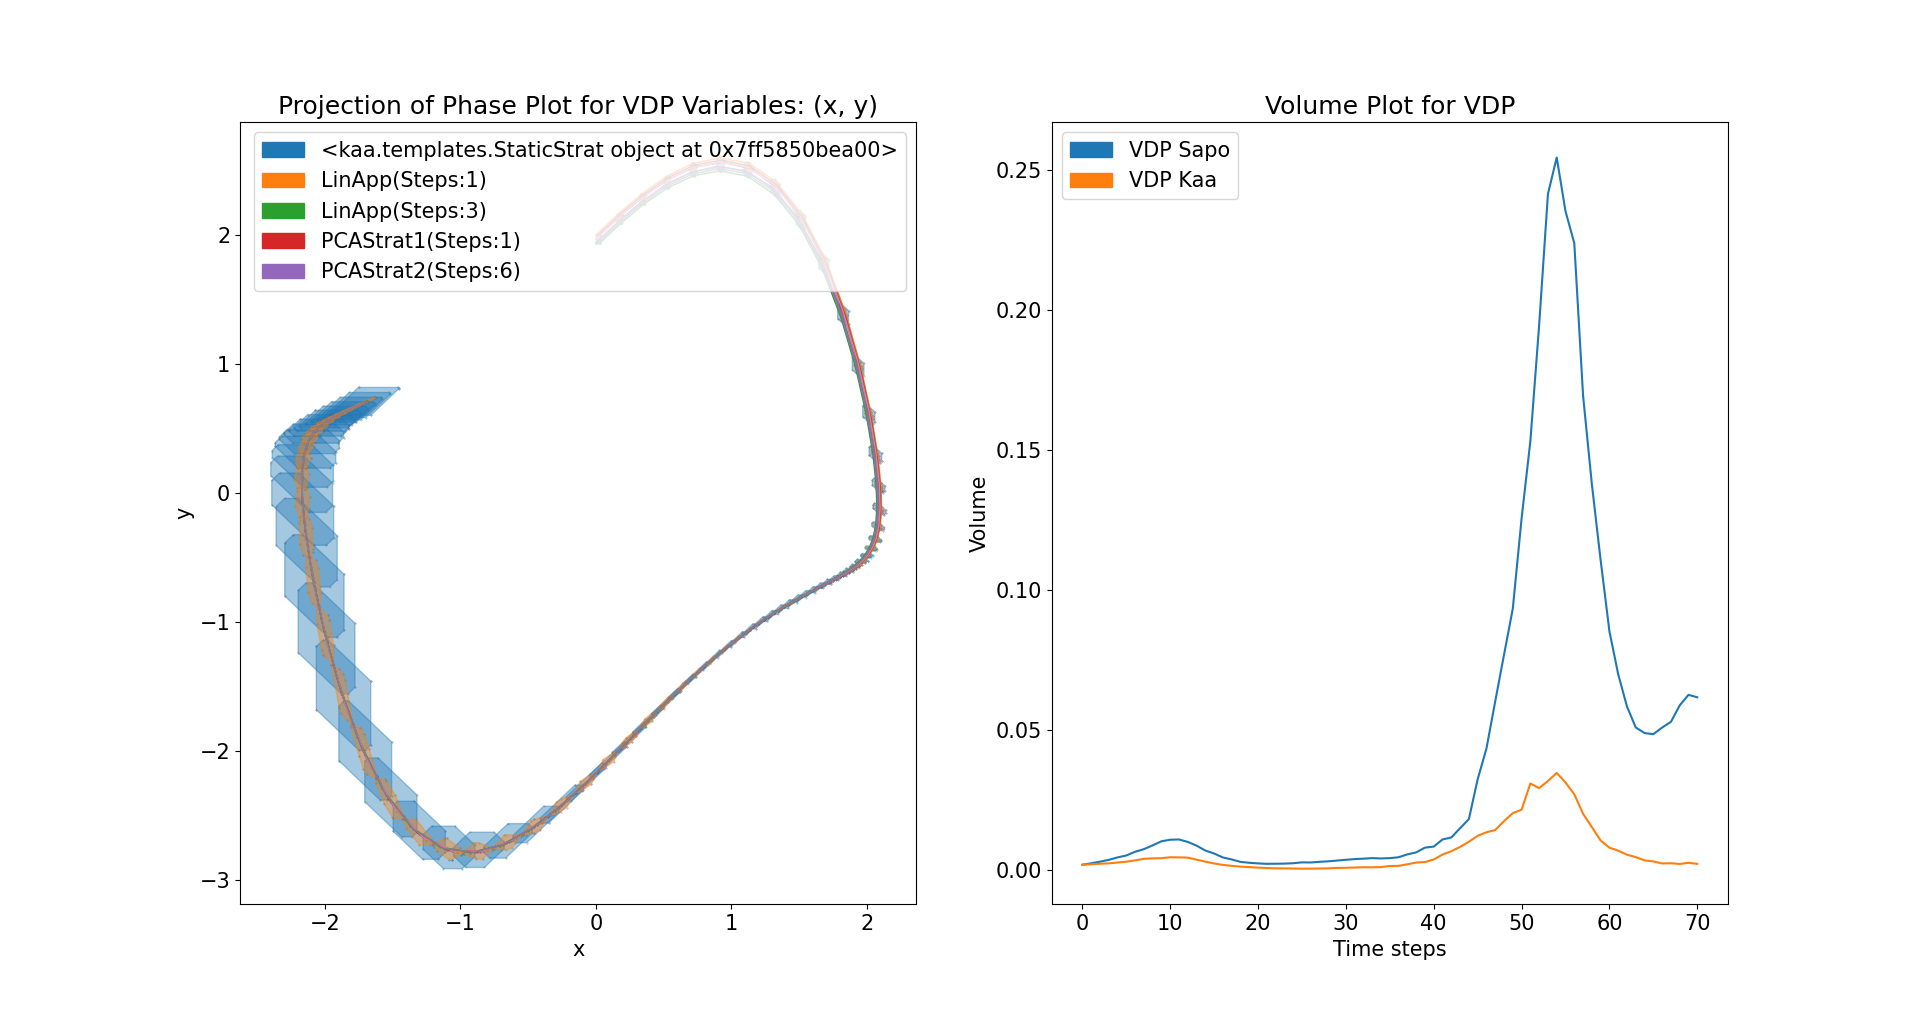 Projection of Phase Plot for VDP Variables: (x, y)
<kaa.templates.StaticStrat object at 0x7ff5850bea00>
LinApp(Steps:1)
LinApp(Steps:3)
PCAStrat1(Steps:1)
PCAStrat2(Steps:6)
2
1
0
−1
−2
−3
y
−2
−1
0
1
2
x
Volume Plot for VDP
VDP Sapo
VDP Kaa
0.25
0.20
0.15
0.10
0.05
0.00
Volume
0
10
20
30
40
50
60
70
Time steps